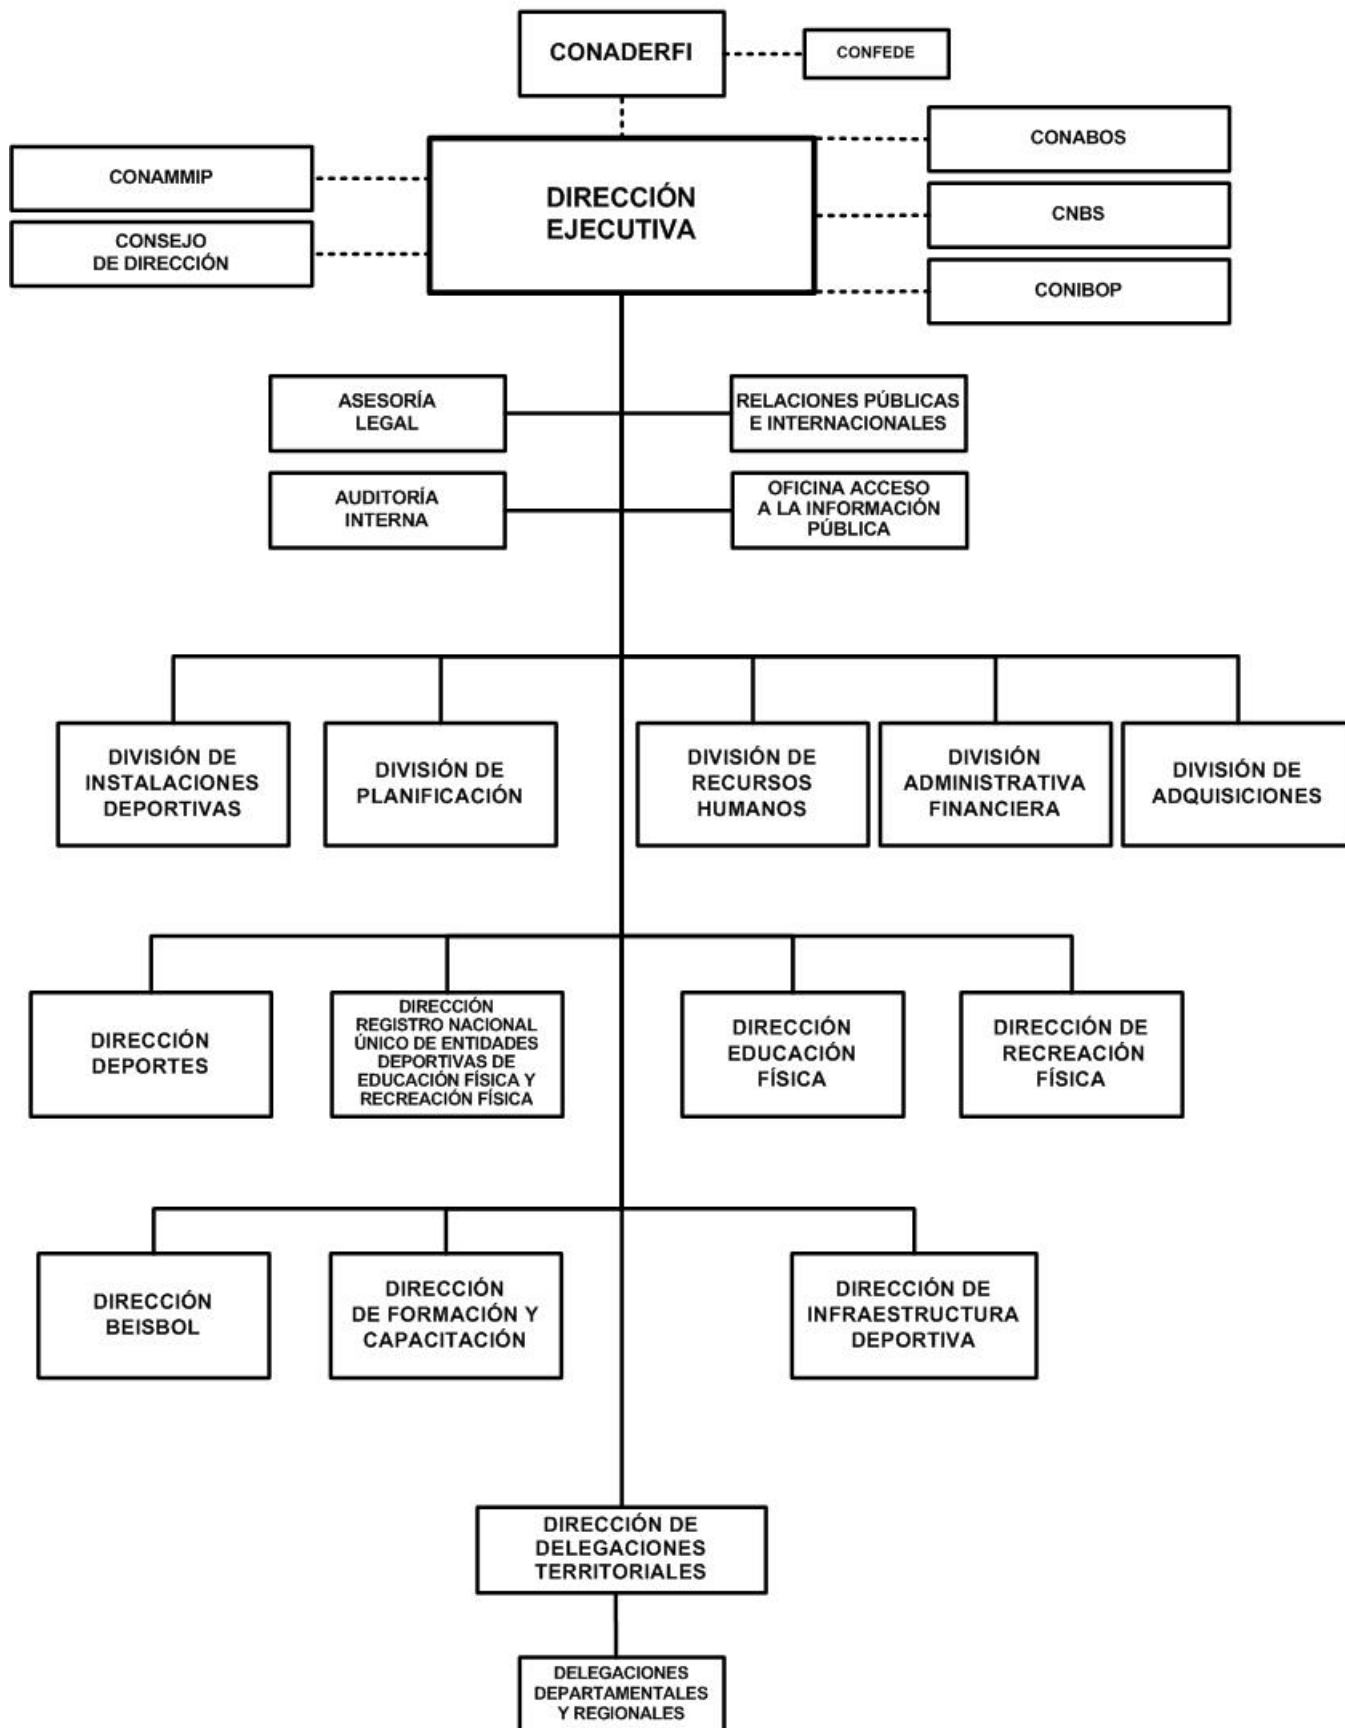 CONADERFI
CONFEDE
CONAMMIP
CONSEJO
DE DIRECCIÓN
DIRECCIÓN
EJECUTIVA
CONABOS
CNBS
CONIBOP
ASESORÍA
LEGAL
RELACIONES PÚBLICAS
E INTERNACIONALES
AUDITORÍA
INTERNA
OFICINA ACCESO
A LA INFORMACIÓN
PÚBLICA
DIVISIÓN DE
INSTALACIONES
DEPORTIVAS
DIVISIÓN DE
PLANIFICACIÓN
DIVISIÓN DE
RECURSOS
HUMANOS
DIVISIÓN
ADMINISTRATIVA
FINANCIERA
DIVISIÓN DE
ADQUISICIONES
DIRECCIÓN
DEPORTES
DIRECCIÓN
REGISTRO NACIONAL
ÚNICO DE ENTIDADES
DEPORTIVAS DE
EDUCACIÓN FÍSICA Y
RECREACIÓN FÍSICA
DIRECCIÓN
EDUCACIÓN
FÍSICA
DIRECCIÓN DE
RECREACIÓN
FÍSICA
DIRECCIÓN
BEISBOL
DIRECCIÓN
DE FORMACIÓN Y
CAPACITACIÓN
DIRECCIÓN DE
INFRAESTRUCTURA
DEPORTIVA
DIRECCIÓN DE
DELEGACIONES
TERRITORIALES
DELEGACIONES
DEPARTAMENTALES
Y REGIONALES